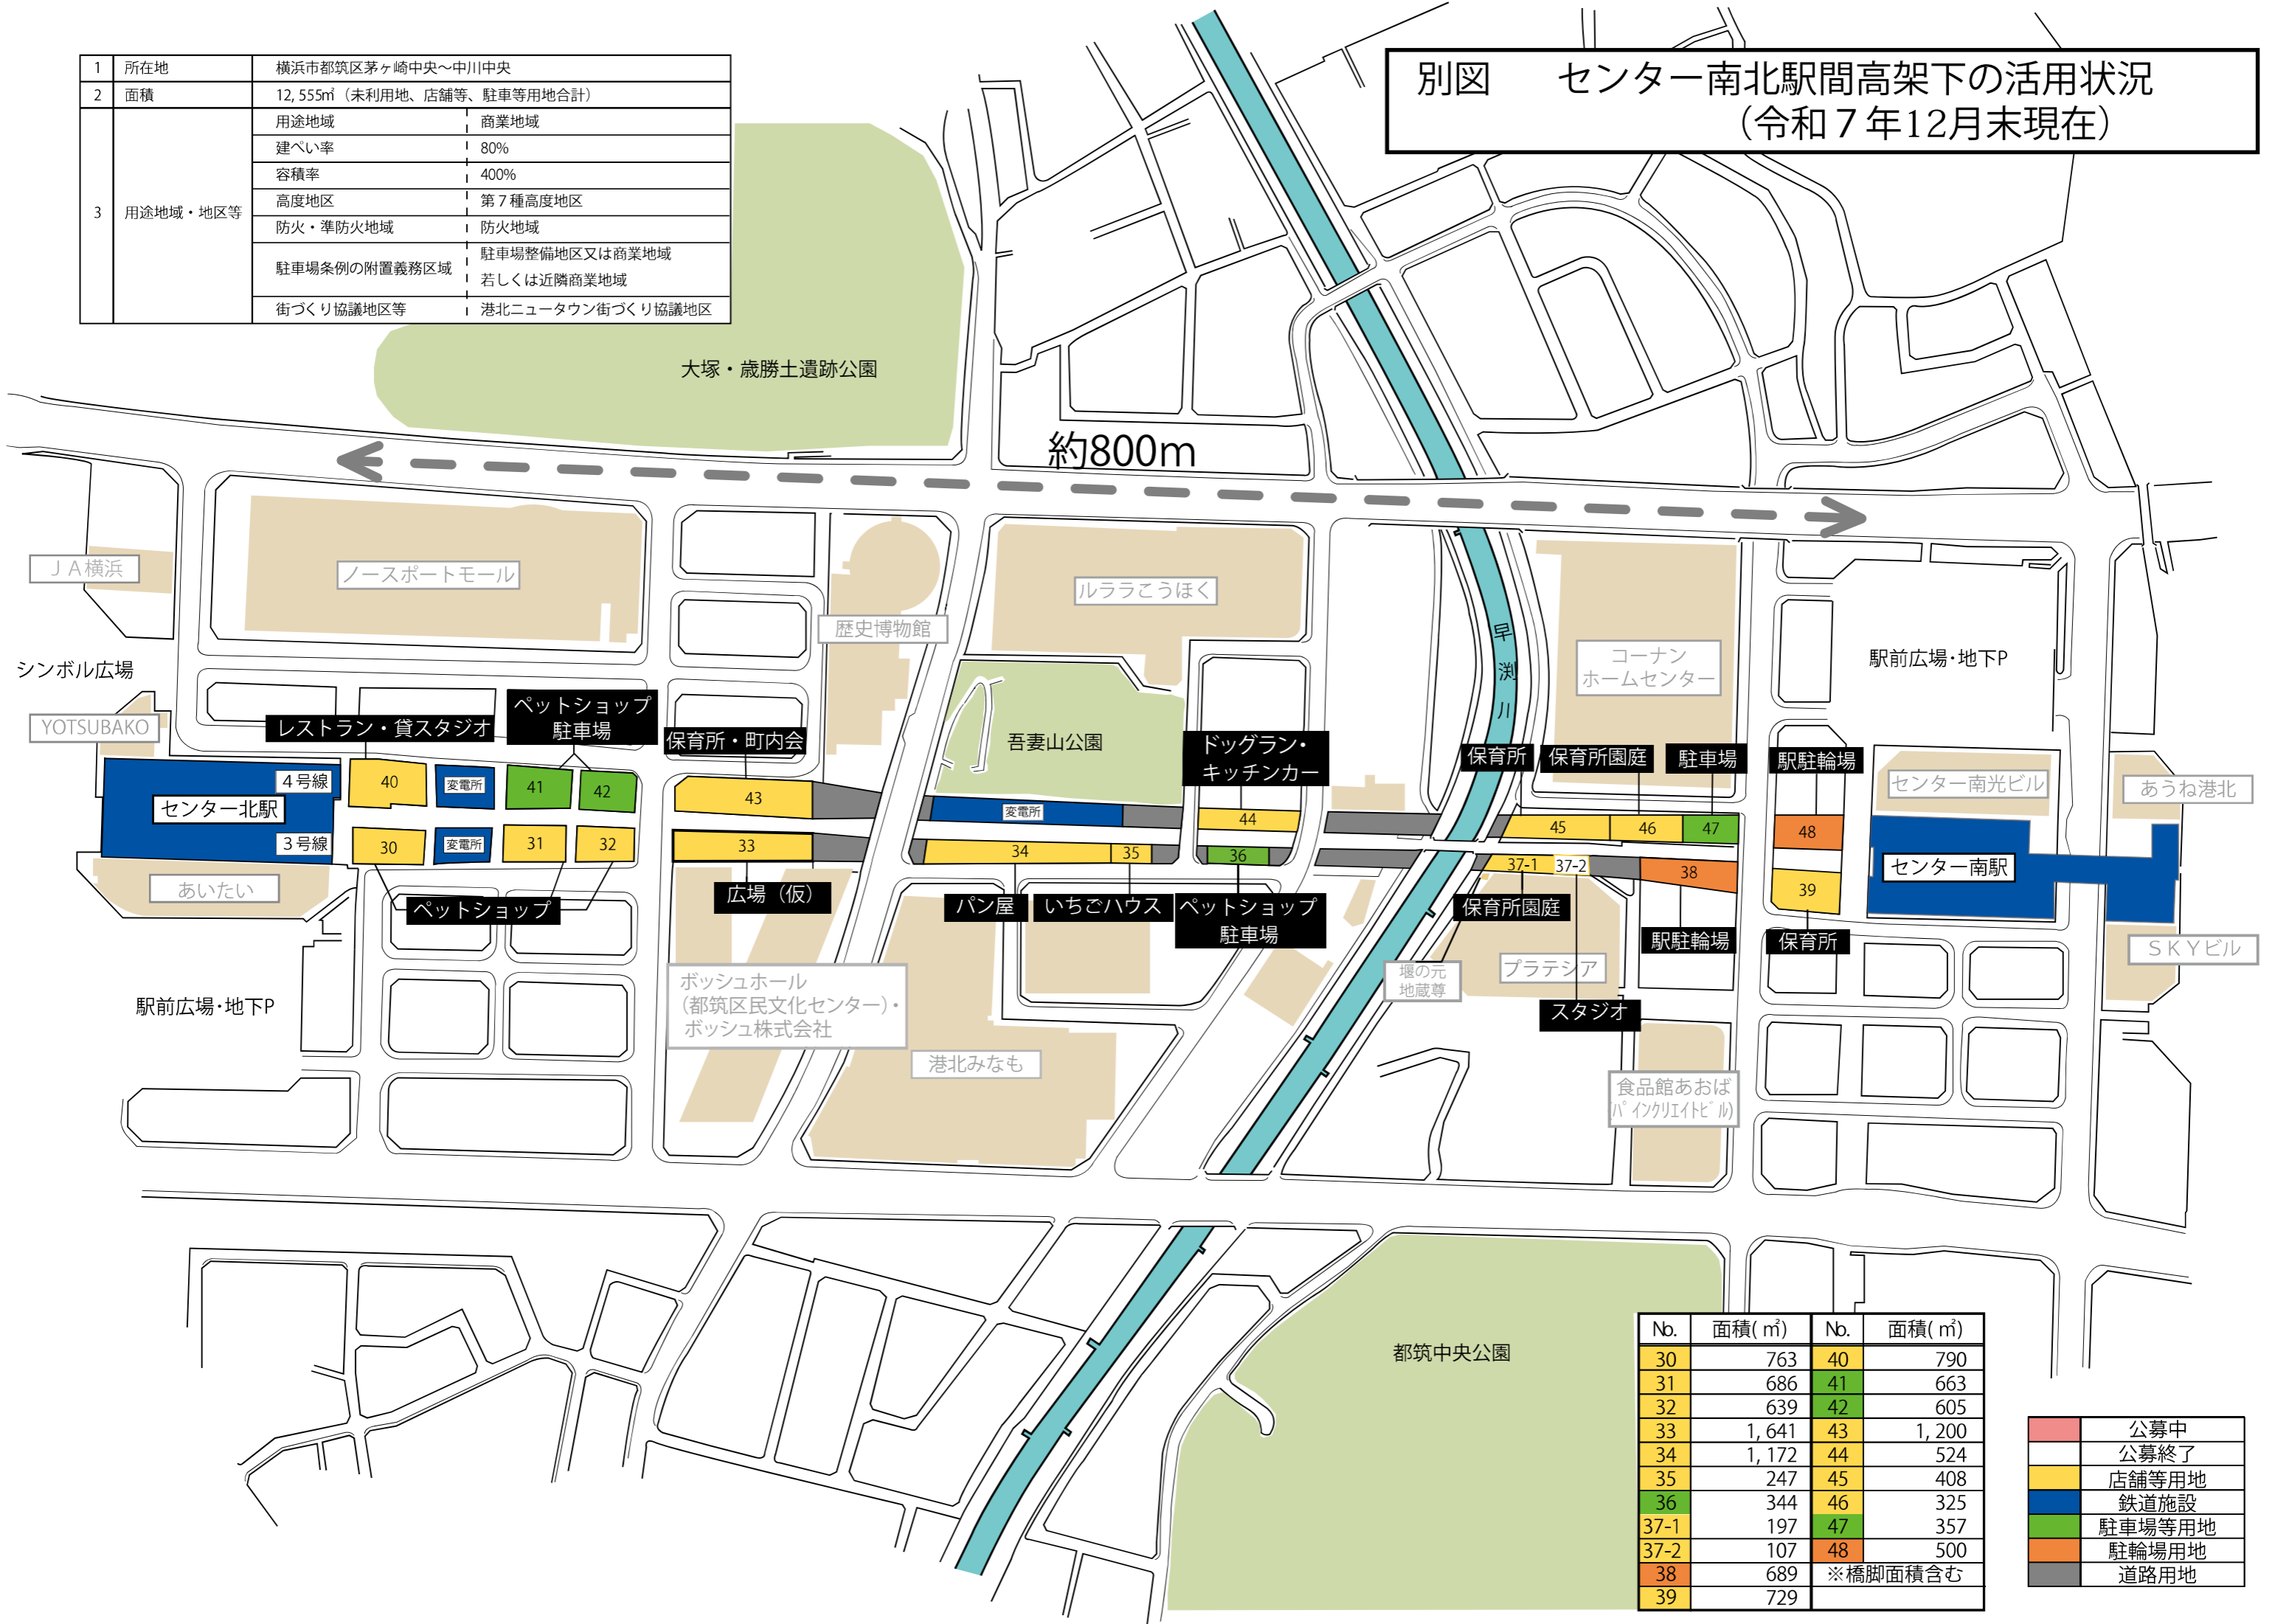 別図　　センター南北駅間高架下の活用状況
（令和７年12月末現在）
1 所在地 横浜市都筑区茅ヶ崎中央～中川中央
2 面積 12,555㎡（未利用地、店舗等、駐車等用地合計）
3 用途地域・地区等
用途地域 商業地域
建ぺい率 80%
容積率 400%
高度地区 第７種高度地区
防火・準防火地域 防火地域
駐車場条例の附置義務区域 駐車場整備地区又は商業地域
若しくは近隣商業地域
街づくり協議地区等 港北ニュータウン街づくり協議地区
大塚・歳勝土遺跡公園
約800m
ＪＡ横浜
ノースポートモール
歴史博物館
ルララこうほく
早
渕
川
コーナン
ホームセンター
駅前広場・地下P
シンボル広場
YOTSUBAKO
レストラン・貸スタジオ
ペットショップ
駐車場
保育所・町内会
吾妻山公園
ドッグラン・
キッチンカー
保育所
保育所園庭
駐車場
駅駐輪場
センター南光ビル
あうね港北
４号線
センター北駅
３号線
40
変電所
41
42
43
変電所
44
45
46
47
48
30
変電所
31
32
33
34
35
36
37-1
37-2
38
39
センター南駅
あいたい
ペットショップ
広場（仮）
パン屋
いちごハウス
ペットショップ
駐車場
保育所園庭
駅駐輪場
保育所
ＳＫＹビル
駅前広場・地下P
ボッシュホール
（都筑区民文化センター）・
ボッシュ株式会社
堰の元
地蔵尊
プラテシア
スタジオ
港北みなも
食品館あおば
(ﾊﾟｲﾝｸﾘｴｲﾄﾋﾞﾙ)
都筑中央公園
No. 面積(㎡) No. 面積(㎡)
30 763 40 790
31 686 41 663
32 639 42 605
33 1,641 43 1,200
34 1,172 44 524
35 247 45 408
36 344 46 325
37-1 197 47 357
37-2 107 48 500
38 689 ※橋脚面積含む
39 729
公募中
公募終了
店舗等用地
鉄道施設
駐車場等用地
駐輪場用地
道路用地